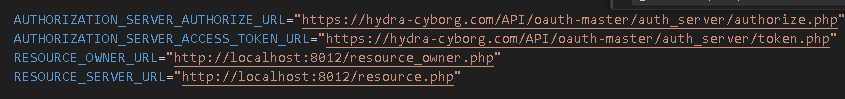 AUTHORIZATION_SERVER_AUTHORIZE_URL="https://hydra-cyborg.com/API/oauth-master/auth_server/authorize.php"
AUTHORIZATION_SERVER_ACCESS_TOKEN_URL="https://hydra-cyborg.com/API/oauth-master/auth_server/token.php"
RESOURCE_OWNER_URL="http://localhost:8012/resource_owner.php"
RESOURCE_SERVER_URL="http://localhost:8012/resource.php"